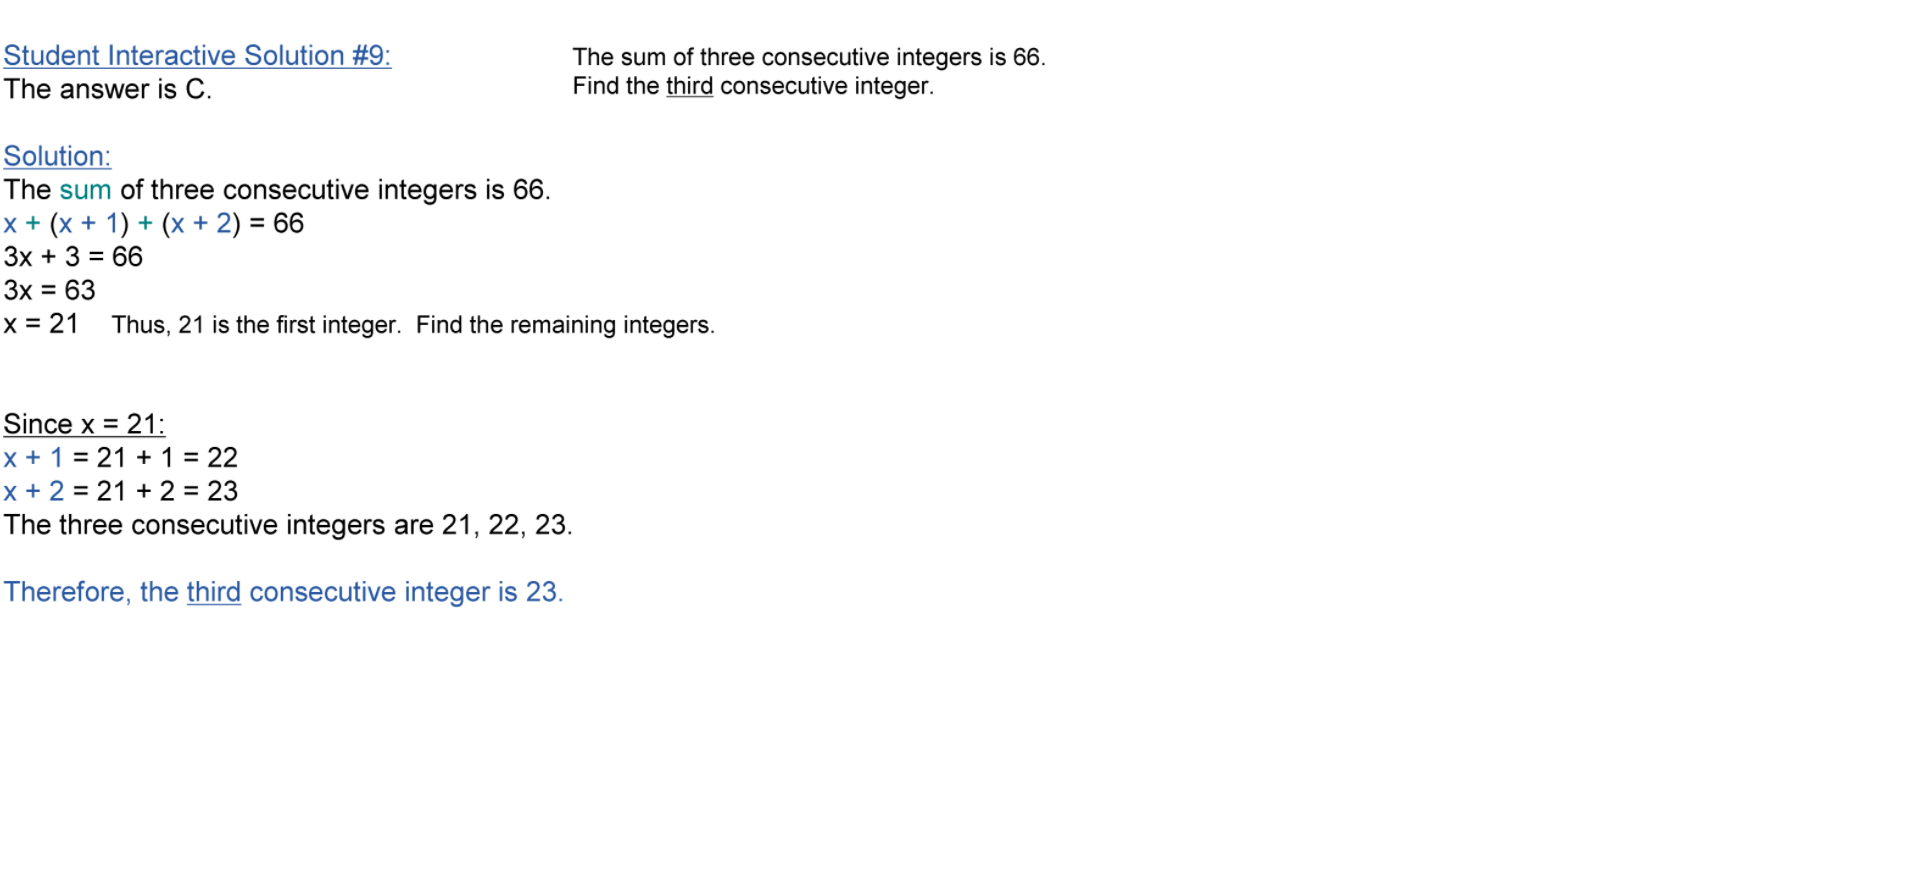 Student Interactive Solution #9:
The answer is C.
The sum of three consecutive integers is 66.
Find the third consecutive integer.
Solution:
The sum of three consecutive integers is 66.
x + (x + 1) + (x + 2) = 66
3x + 3 = 66
3x = 63
x = 21 Thus, 21 is the first integer. Find the remaining integers.
Since x = 21:
x + 1 = 21 + 1 = 22
x + 2 = 21 + 2 = 23
The three consecutive integers are 21, 22, 23.
Therefore, the third consecutive integer is 23.